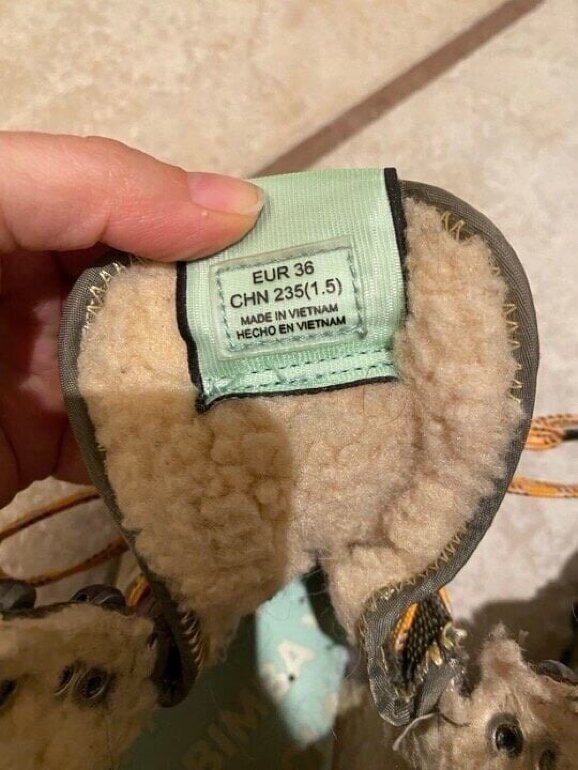 EUR 36
CHN 235(1.5)
MADE IN VIETNAM
HECHO EN VIETNAM